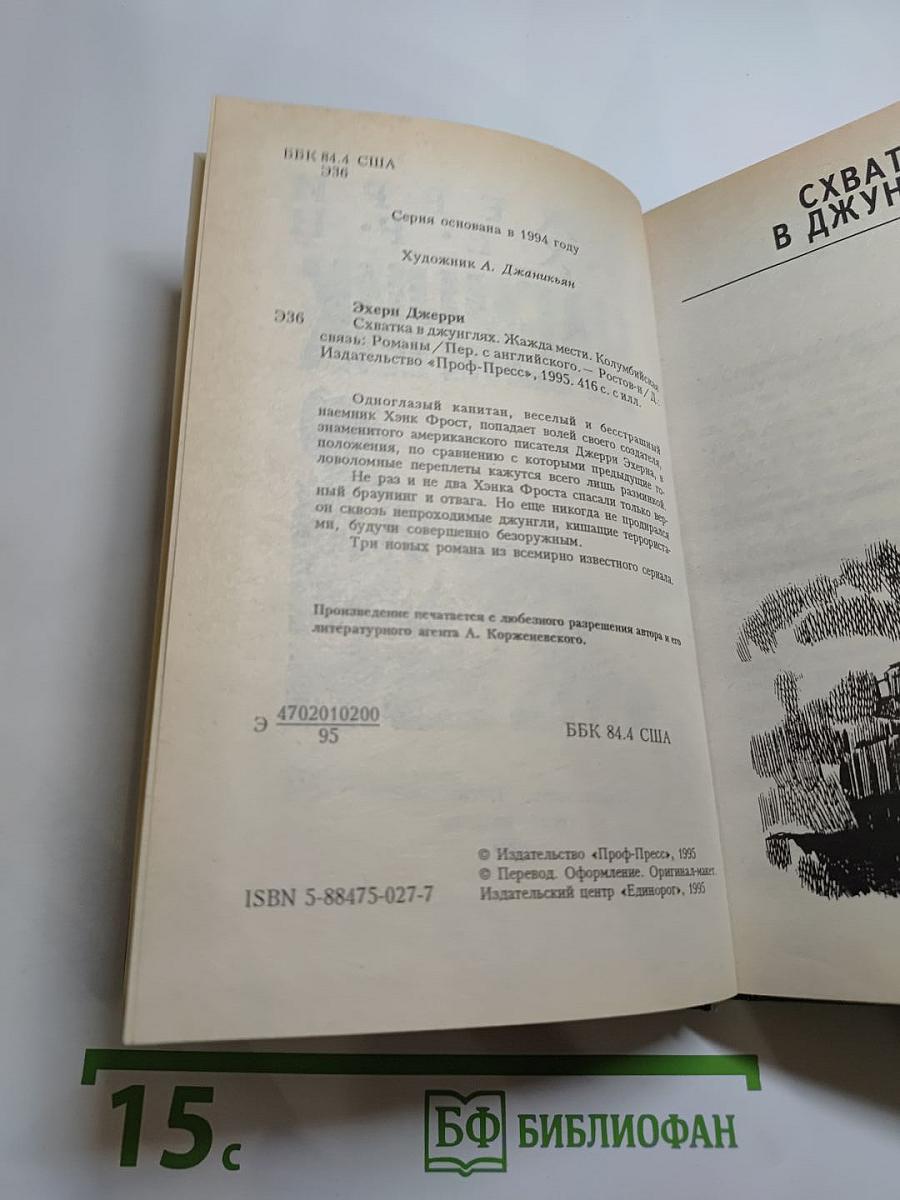 ББК 84.4 США
Э36
Серия основана в 1994 году
Художник А. Джаникьян
Эхерн Джерри
Э36 Схватка в джунглях. Жажда мести. Колумбийская
связь: Романы/Пер. с английского.— Ростов-н/Д.:
Издательство «Проф-Пресс», 1995. 416 с. с илл.
Одноглазый капитан, веселый и бесстрашный
наемник Хэнк Фрост, попадает волей своего создателя,
знаменитого американского писателя Джерри Эхерна, в
положения, по сравнению с которыми предыдущие го-
ловоломные переплеты кажутся всего лишь разминкой.
Не раз и не два Хэнка Фроста спасали только вер-
ный браунинг и отвага. Но еще никогда не продирался
он сквозь непроходимые джунгли, кишащие террориста-
ми, будучи совершенно безоружным.
Три новых романа из всемирно известного сериала.
Произведение печатается с любезного разрешения автора и его
литературного агента А. Корженевского.
Э 4702010200
95
ББК 84.4 США
© Издательство «Проф-Пресс», 1995
© Перевод. Оформление. Оригинал-макет.
Издательский центр «Единорог», 1995
ISBN 5-88475-027-7
СХВАТ
В ДЖУН
15 с
БФ БИБЛИОФАН